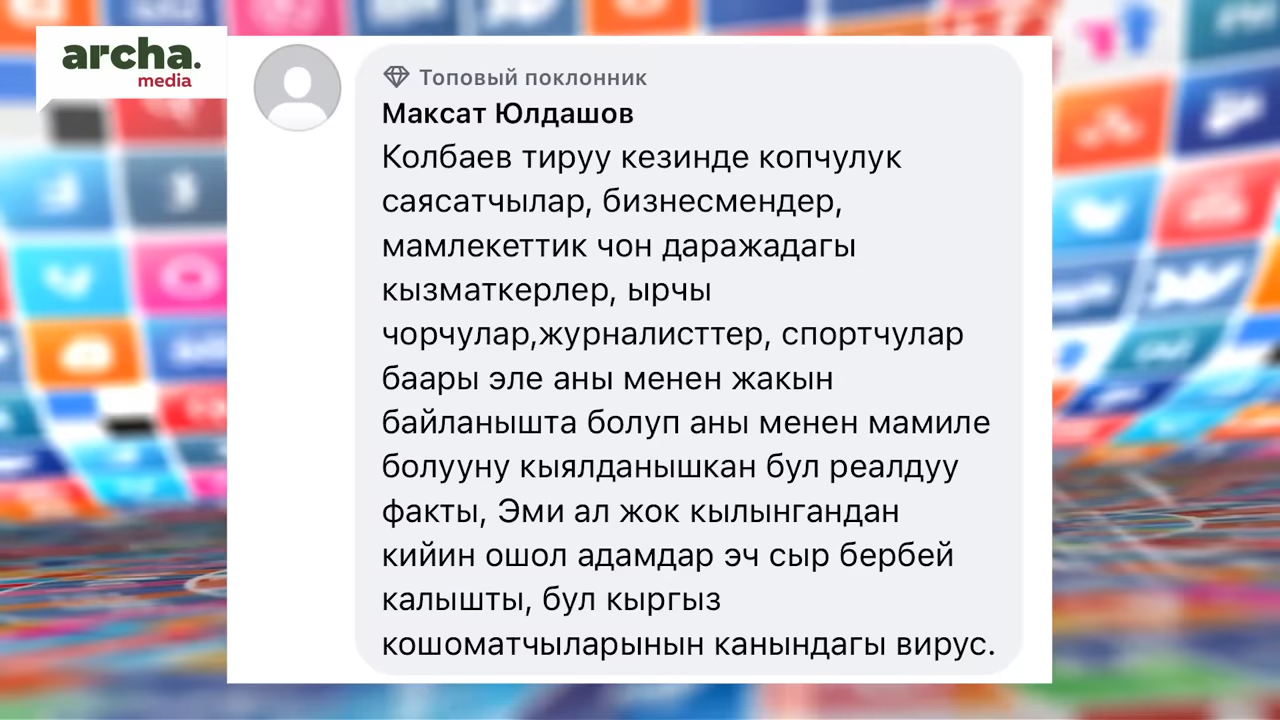 archa.
media
Топовый поклонник
Максат Юлдашов
Колбаев тируу кезинде копчулук
саясатчылар, бизнесмендер,
мамлекеттик чон даражадагы
кызматкерлер, ырчы
чорчулар,журналисттер, спортчулар
баары эле аны менен жакын
байланышта болуп аны менен мамиле
болууну кыялданышкан бул реалдуу
факты, Эми ал жок кылынгандан
кийин ошол адамдар эч сыр бербей
калышты, бул кыргыз
кошоматчыларынын канындагы вирус.